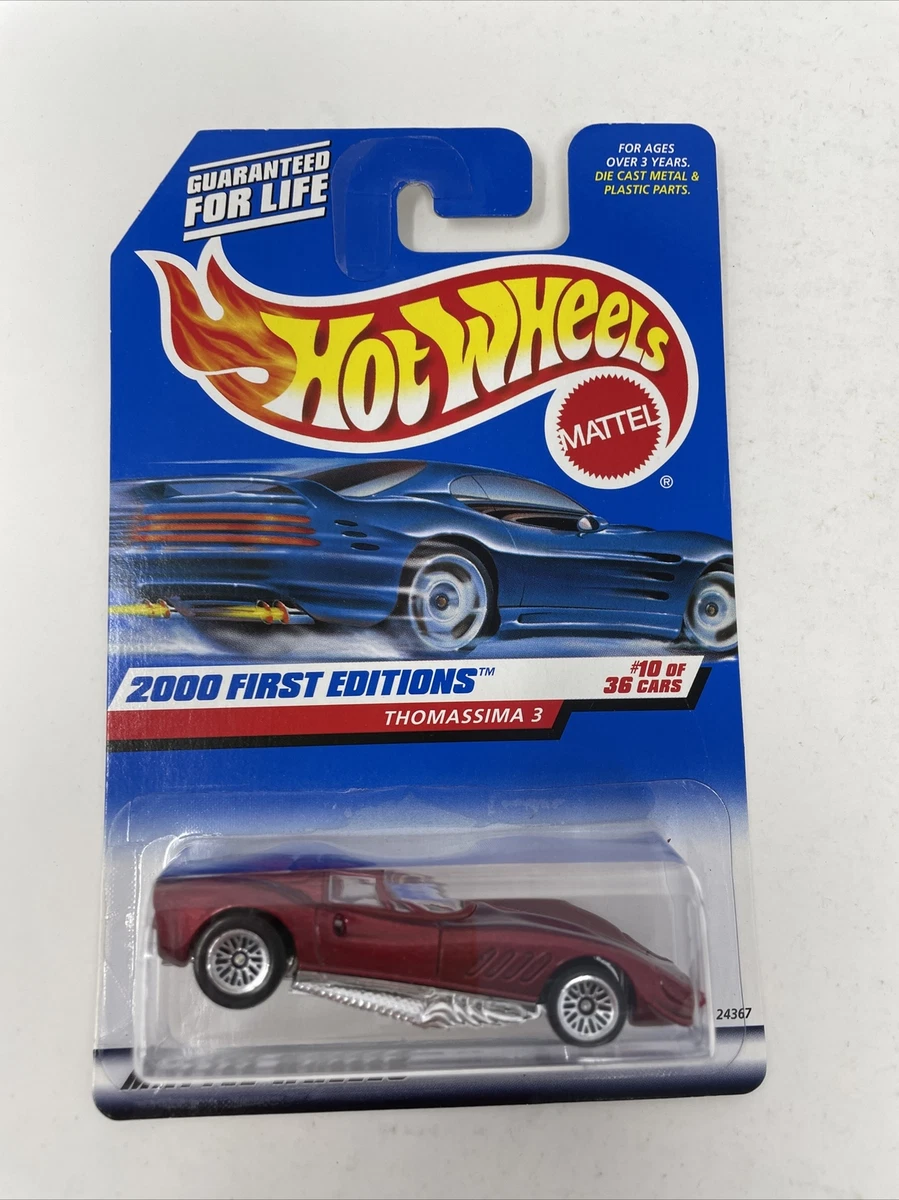 GUARANTEED
FOR LIFE
FOR AGES
OVER 3 YEARS.
DIE CAST METAL &
PLASTIC PARTS.
HOT WHEELS
MATTEL
®
2000 FIRST EDITIONS™
#10 OF
36 CARS
THOMASSIMA 3
24367